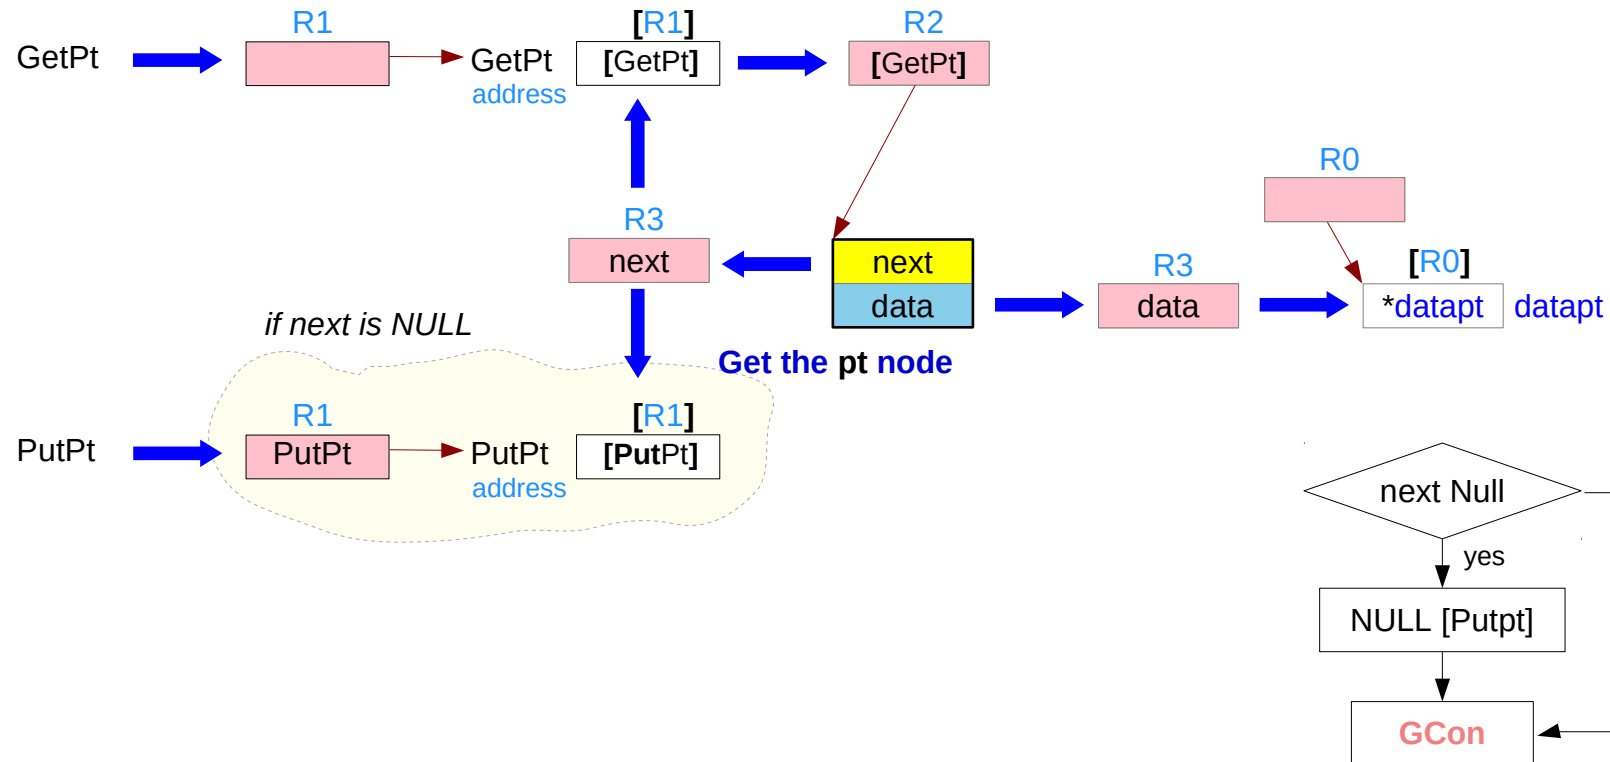 R1 [R1] R2
GetPt GetPt [GetPt] [GetPt]
address
R0
R3 R3 [R0]
next next
data data *datapt datapt
if next is NULL
Get the pt node
R1 [R1]
PutPt PutPt PutPt [PutPt]
address
next Null
yes
NULL [Putpt]
GCon